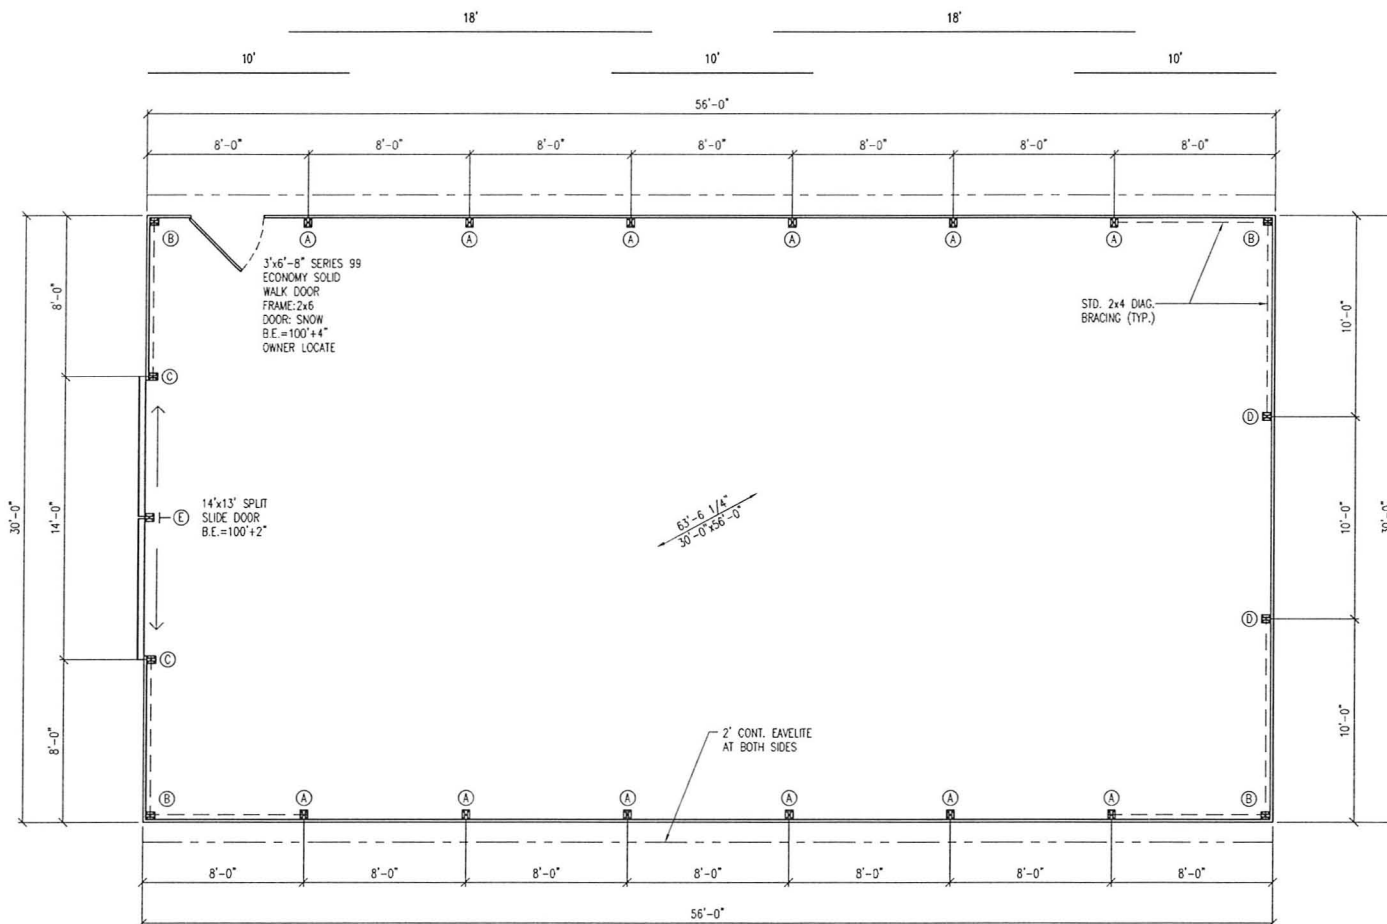 18'
18'
10'
10'
10'
56'-0"
8'-0"
8'-0"
8'-0"
8'-0"
8'-0"
8'-0"
8'-0"
B
A
A
A
A
A
A
B
3'x6'-8" SERIES 99
ECONOMY SOLID
WALK DOOR
FRAME:2x6
DOOR: SNOW
B.E.=100'+4"
OWNER LOCATE
STD. 2x4 DIAG.
BRACING (TYP.)
8'-0"
10'-0"
C
D
30'-0"
14'-0"
14'x13' SPLIT
SLIDE DOOR
B.E.=100'+2"
E
63'-6 1/4"
30'-0"x56'-0"
10'-0"
30'-0"
D
C
8'-0"
2' CONT. EAVELITE
AT BOTH SIDES
10'-0"
B
A
A
A
A
A
A
B
8'-0"
8'-0"
8'-0"
8'-0"
8'-0"
8'-0"
8'-0"
56'-0"